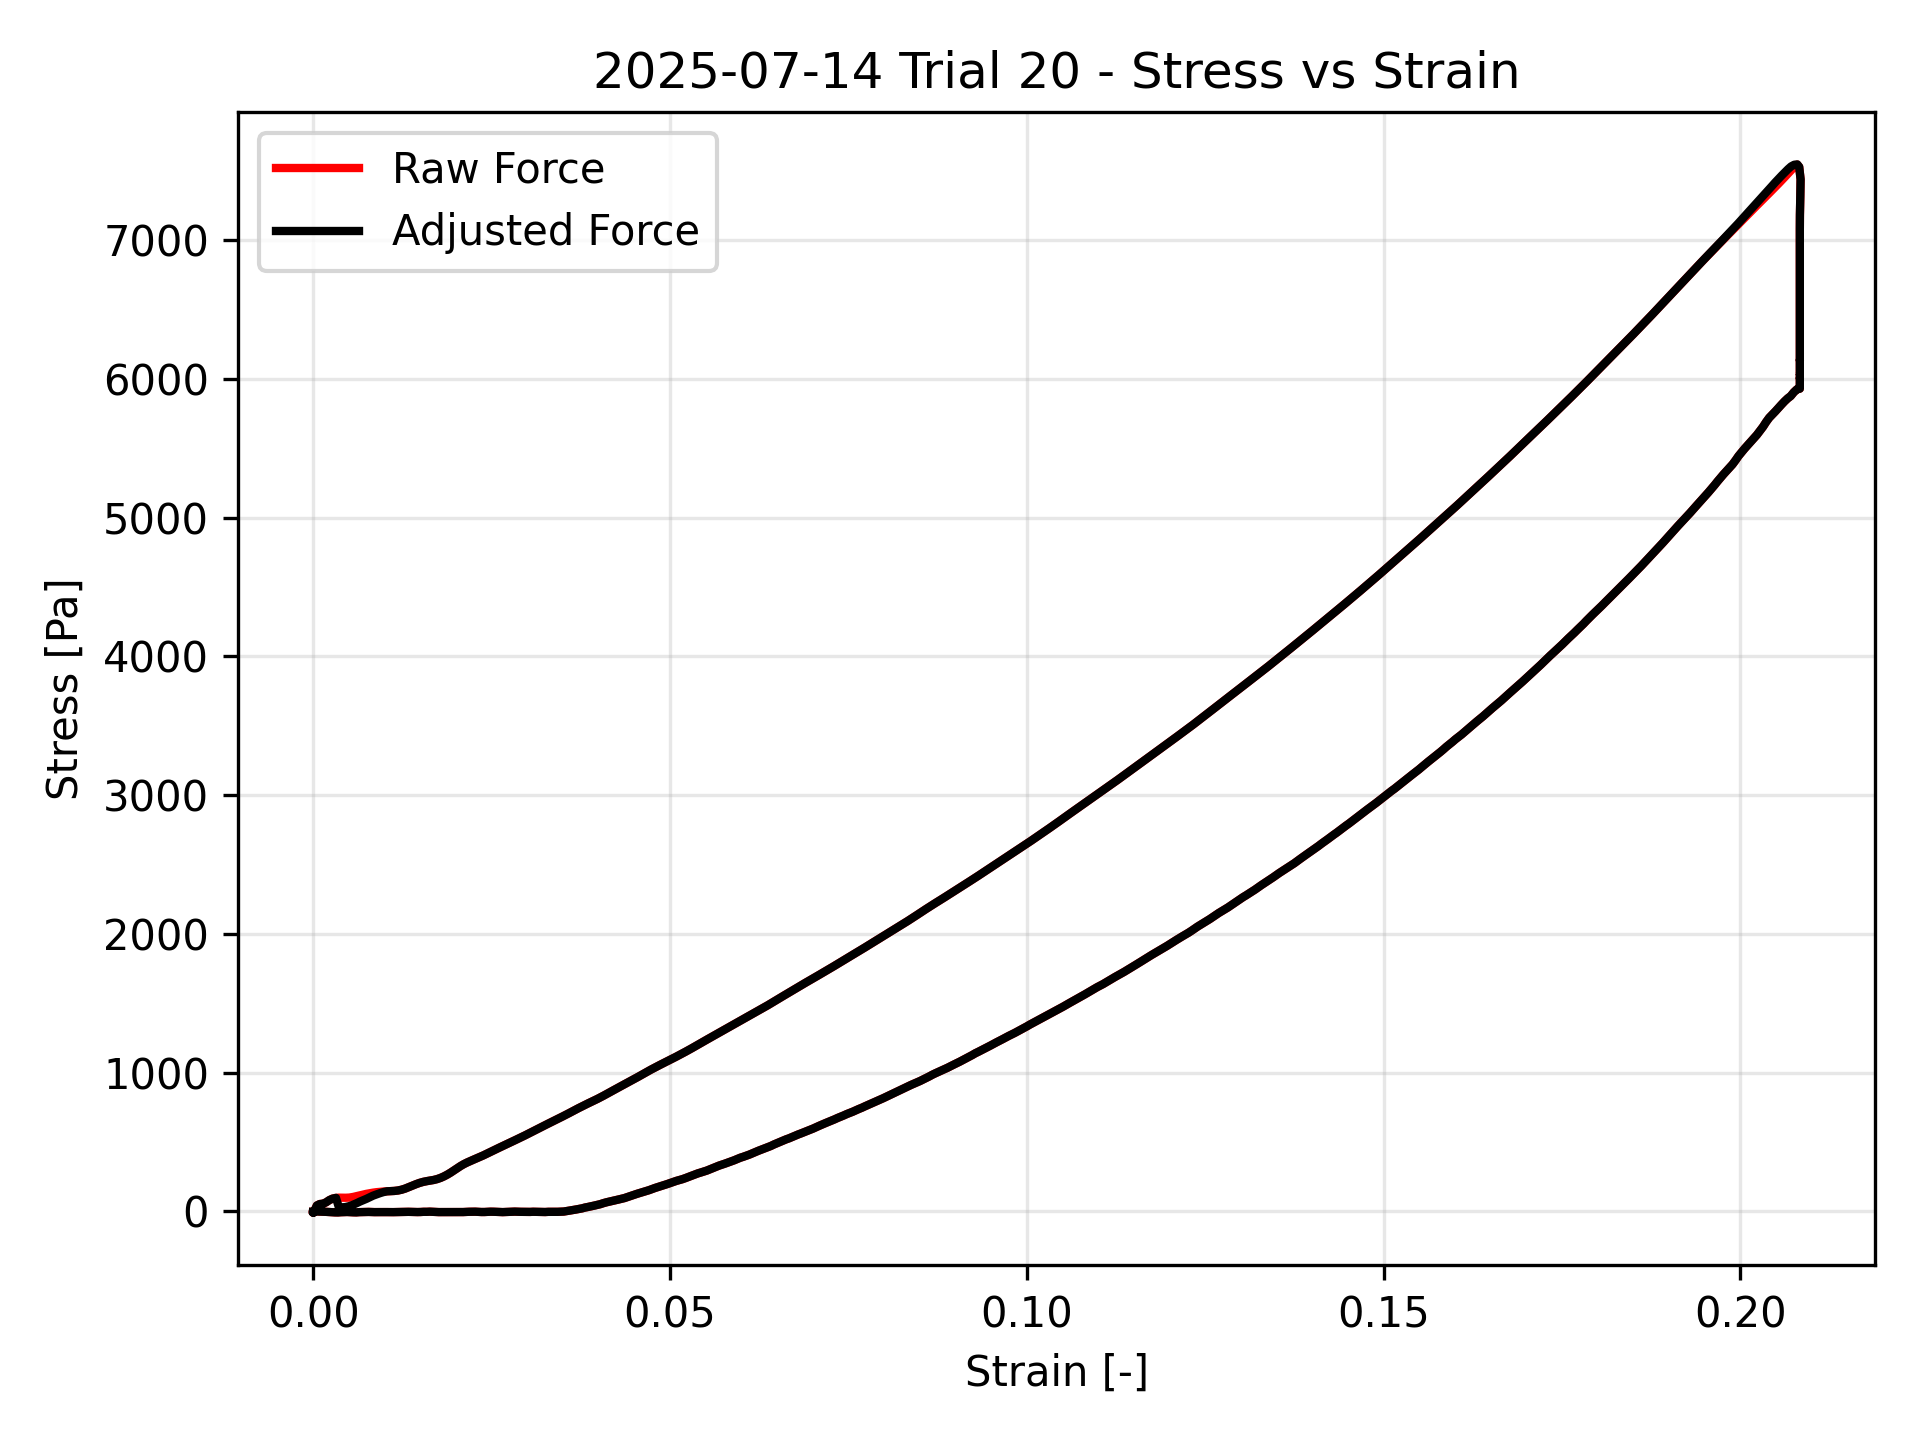 2025-07-14 Trial 20 - Stress vs Strain
Raw Force
Adjusted Force
Stress [Pa]
7000
6000
5000
4000
3000
2000
1000
0
0.00 0.05 0.10 0.15 0.20
Strain [-]